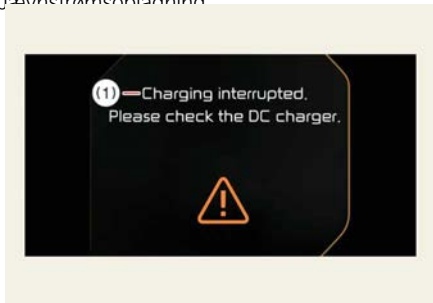 (1) Charging interrupted.
Please check the DC charger.